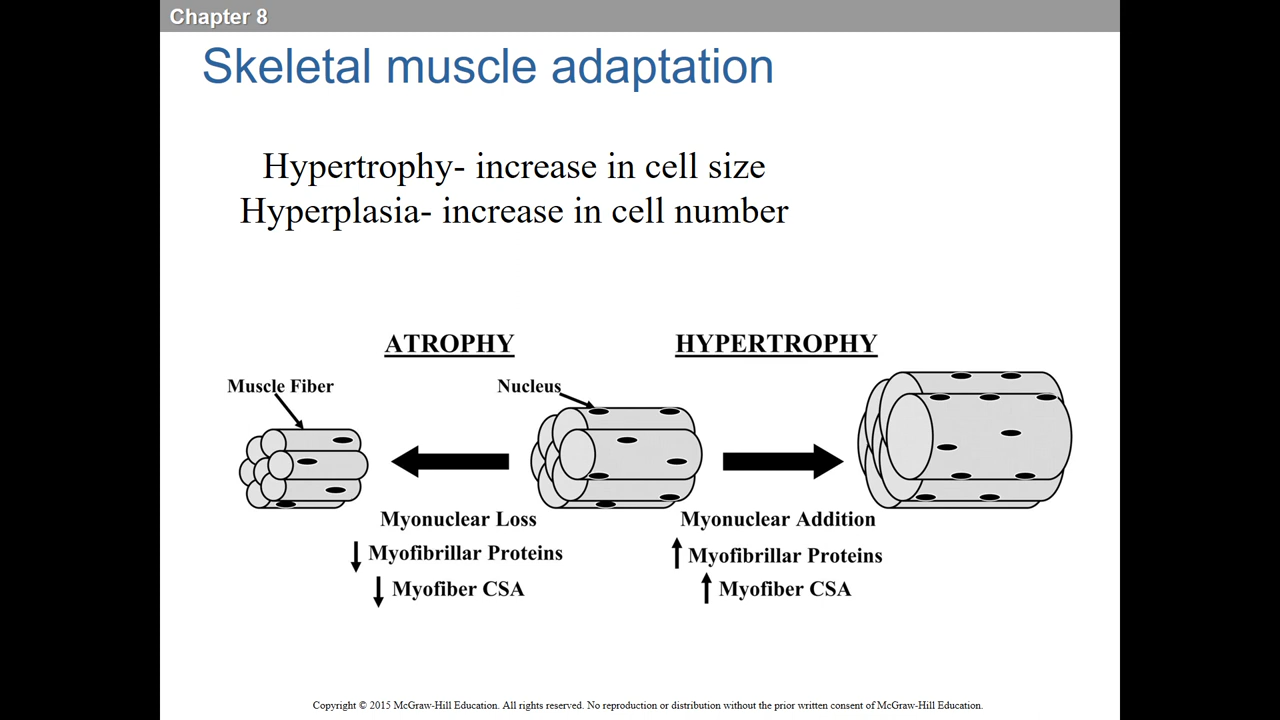 Chapter 8
Skeletal muscle adaptation
Hypertrophy- increase in cell size
Hyperplasia- increase in cell number
ATROPHY
HYPERTROPHY
Muscle Fiber
Nucleus
Myonuclear Loss
Myofibrillar Proteins
Myofiber CSA
Myonuclear Addition
Myofibrillar Proteins
Myofiber CSA
Copyright © 2015 McGraw-Hill Education. All rights reserved. No reproduction or distribution without the prior written consent of McGraw-Hill Education.